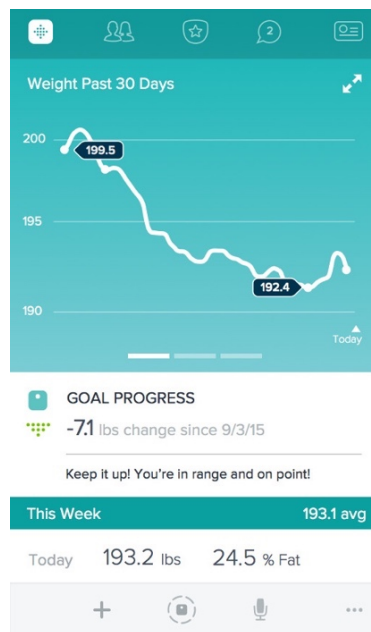 2
Weight Past 30 Days
200
199.5
195
192.4
190
Today
GOAL PROGRESS
-7.1 lbs change since 9/3/15
Keep it up! You're in range and on point!
This Week 193.1 avg
Today 193.2 lbs 24.5 % Fat